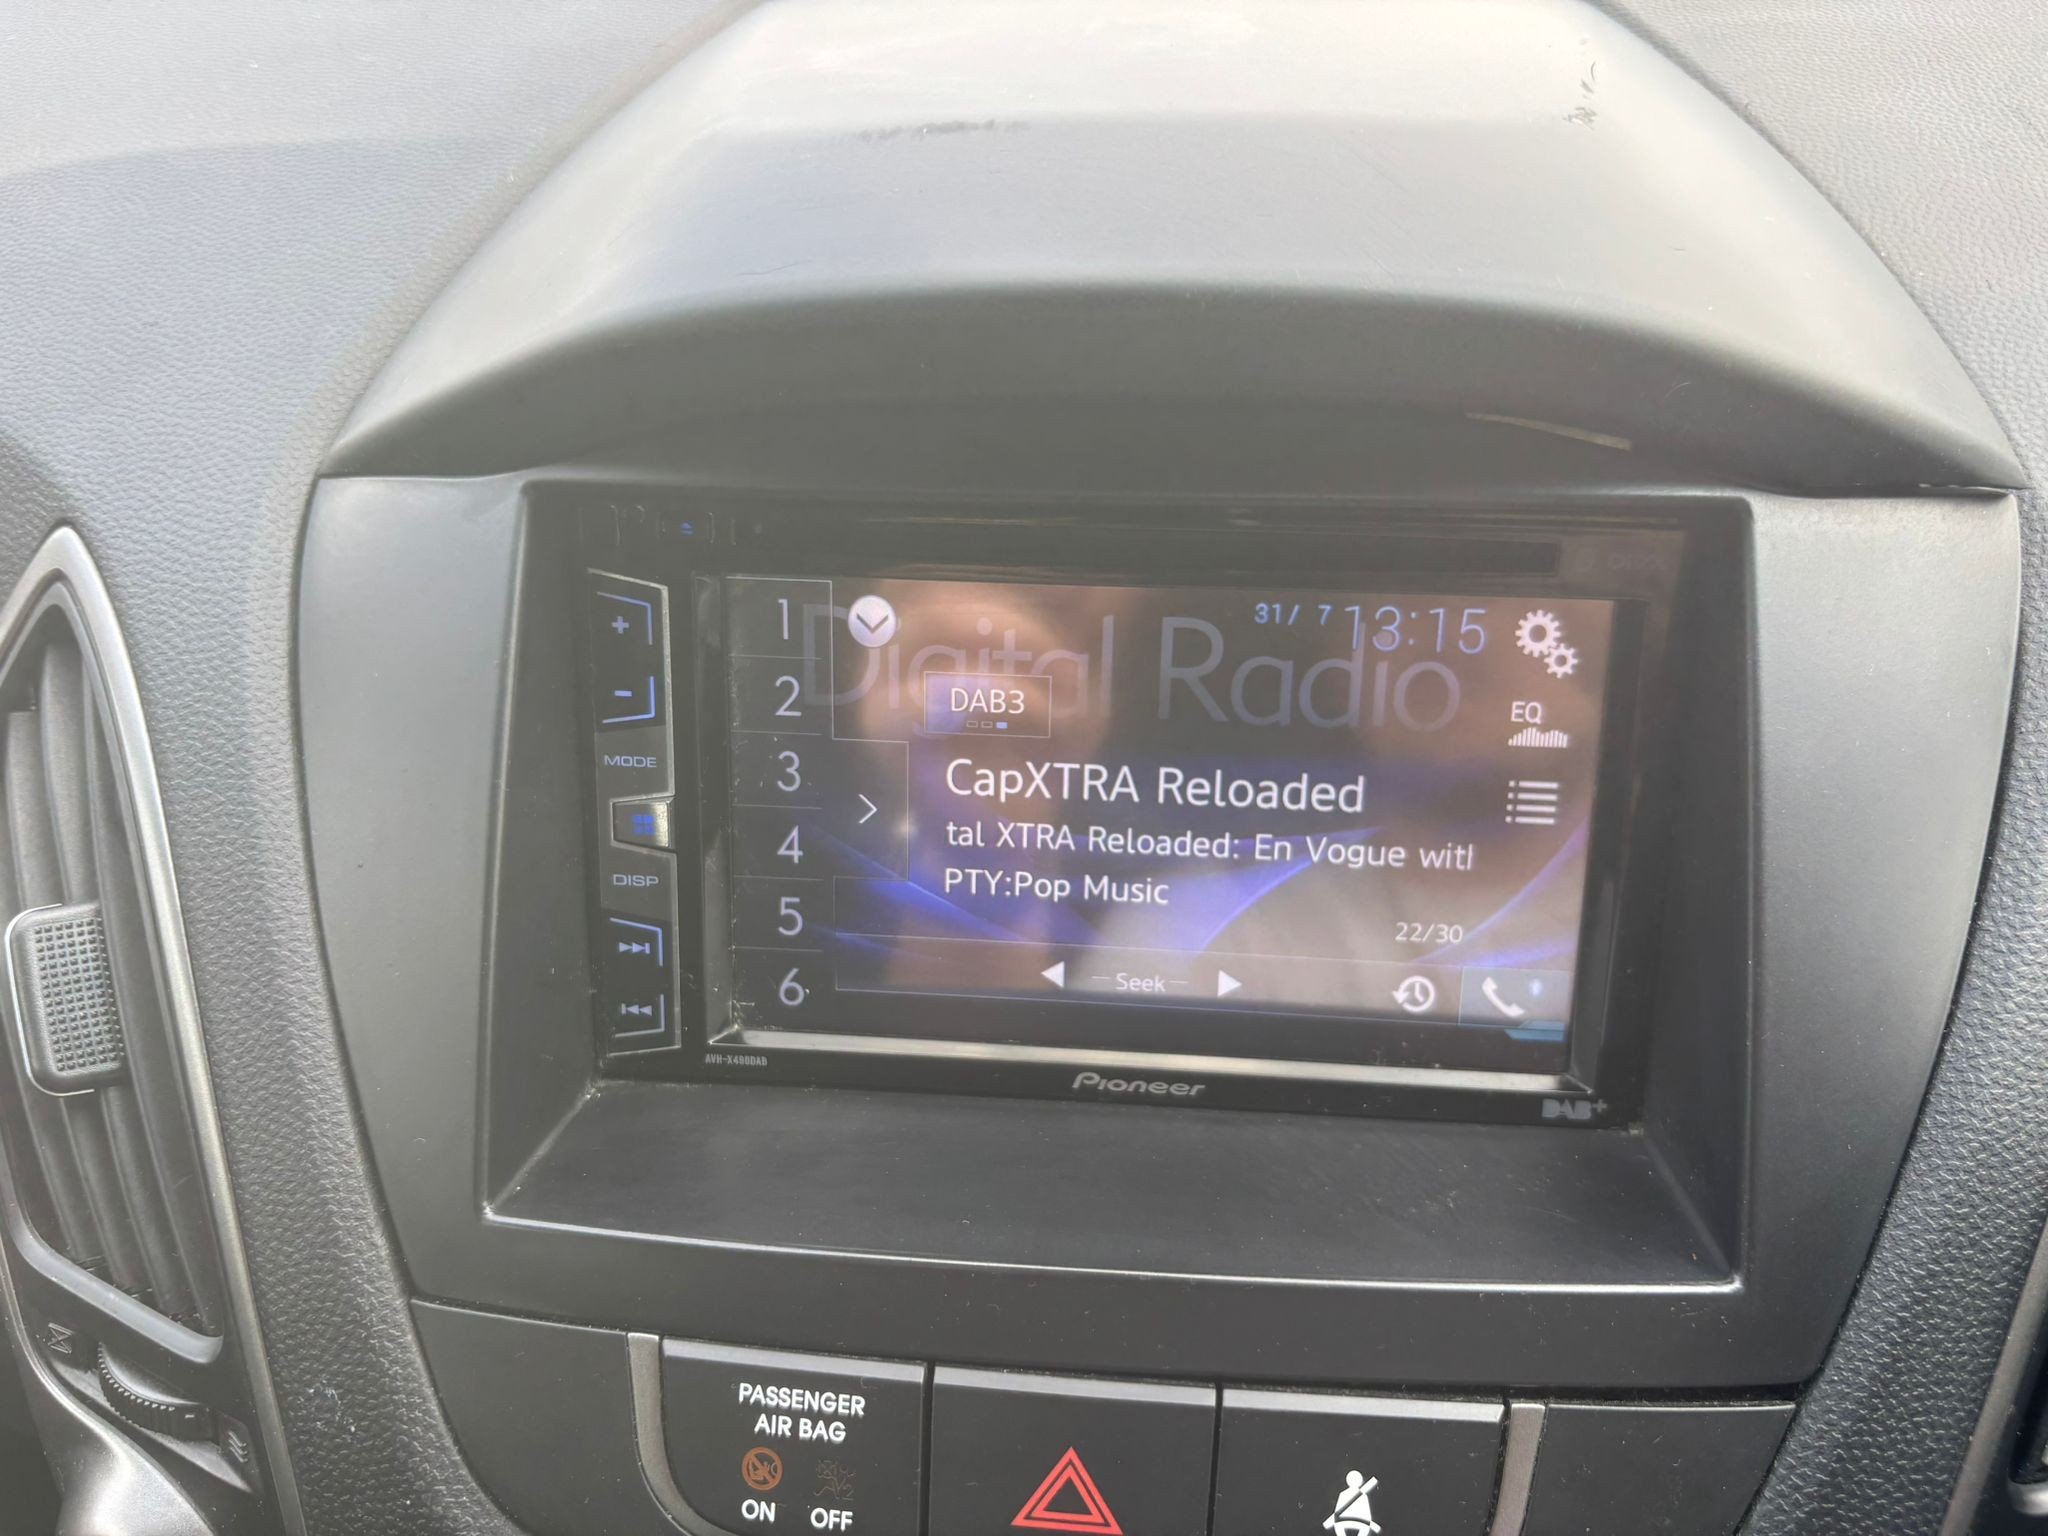 1
2
3
4
5
6
Digital Radio
31/ 7 13:15
DAB3
EQ
CapXTRA Reloaded
tal XTRA Reloaded: En Vogue with
PTY:Pop Music
22/30
Seek
+
-
MODE
DISP
AVH-X490DAB
Pioneer
DAB+
PASSENGER
AIR BAG
ON OFF